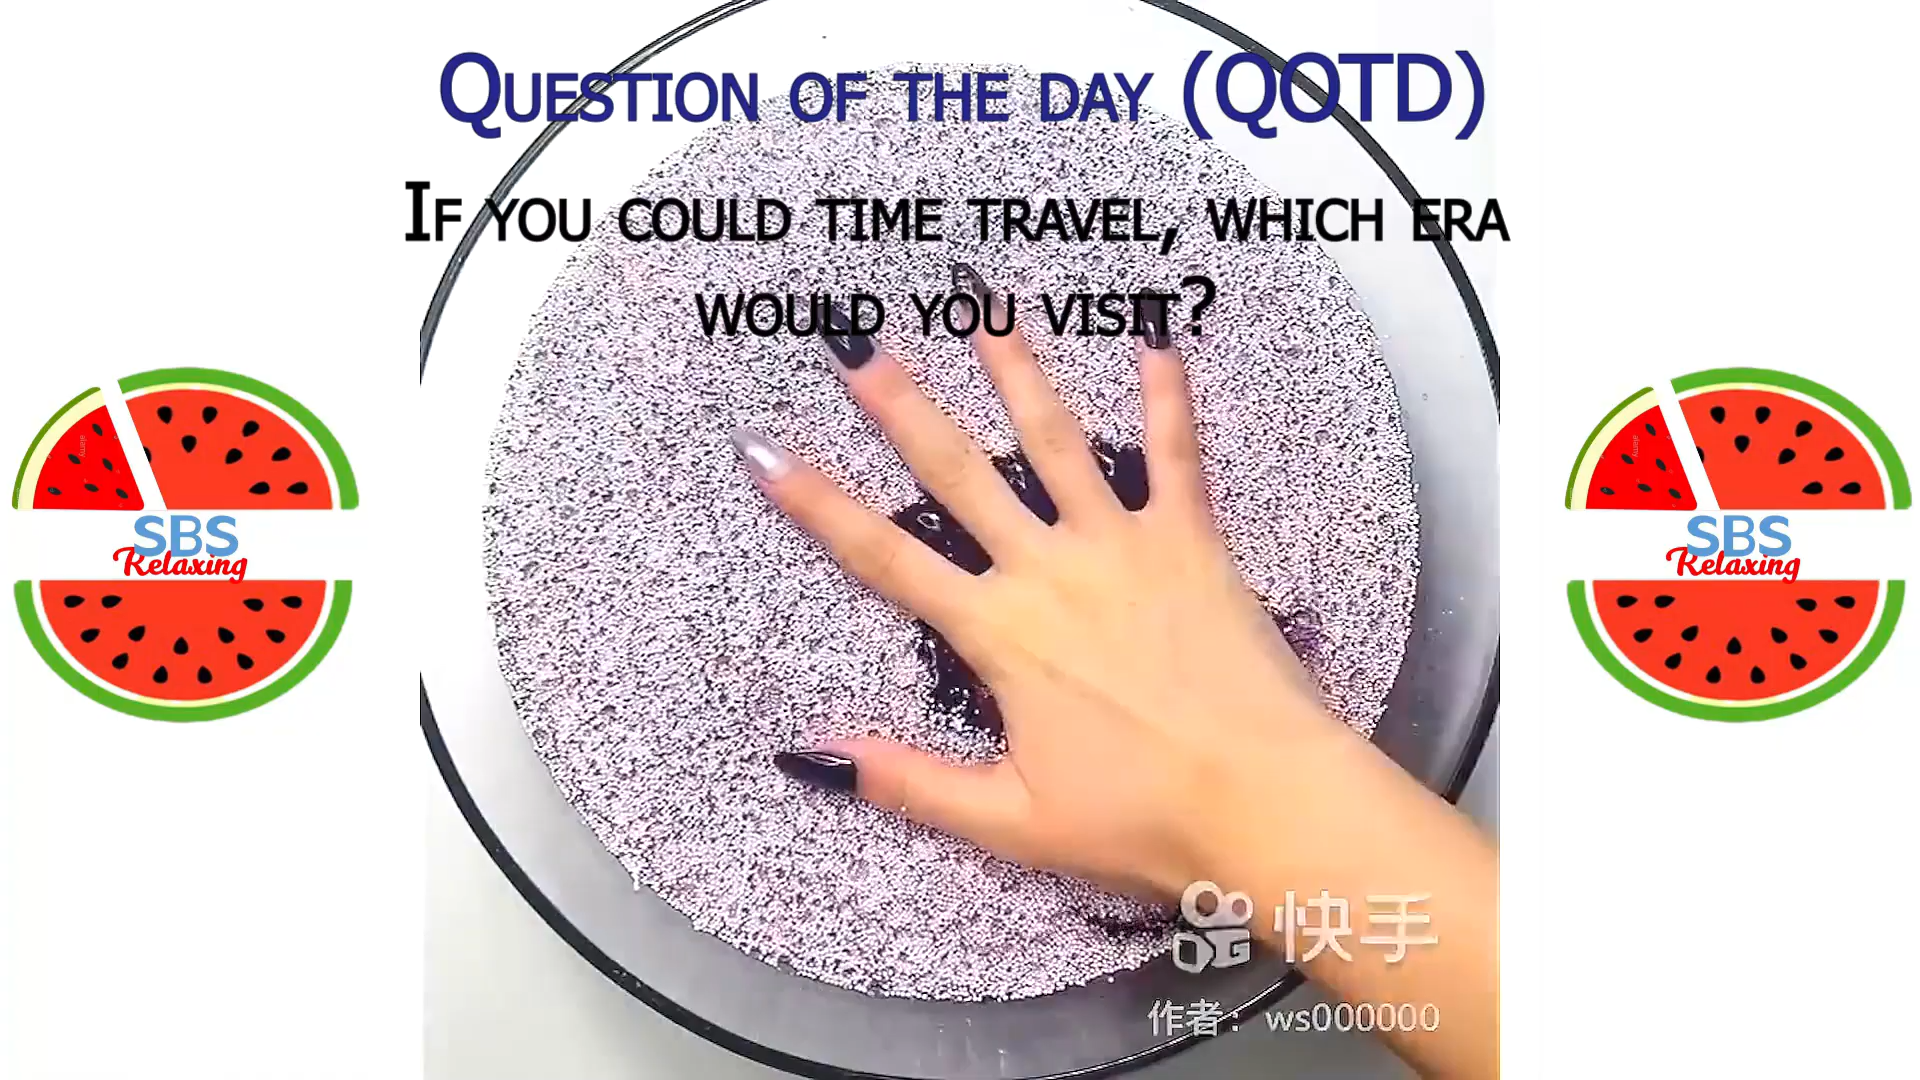 Question of the day (QOTD)
If you could time travel, which era
would you visit?
SBS
Relaxing
SBS
Relaxing
快手
作者: ws000000